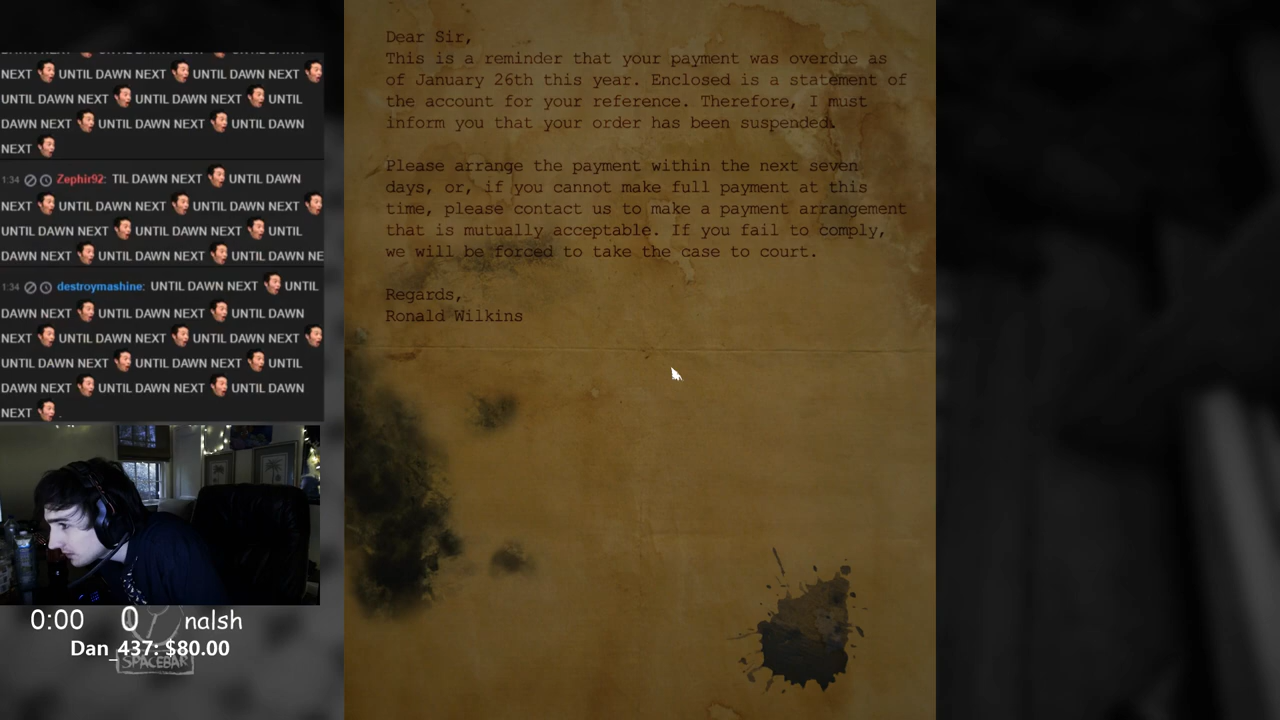 NEXT UNTIL DAWN NEXT UNTIL DAWN NEXT
UNTIL DAWN NEXT UNTIL DAWN NEXT UNTIL
DAWN NEXT UNTIL DAWN NEXT UNTIL DAWN
NEXT
1:34 Zephir92: TIL DAWN NEXT UNTIL DAWN
NEXT UNTIL DAWN NEXT UNTIL DAWN NEXT
UNTIL DAWN NEXT UNTIL DAWN NEXT UNTIL
DAWN NEXT UNTIL DAWN NEXT UNTIL DAWN NE
1:34 destroymashine: UNTIL DAWN NEXT UNTIL
DAWN NEXT UNTIL DAWN NEXT UNTIL DAWN
NEXT UNTIL DAWN NEXT UNTIL DAWN NEXT
UNTIL DAWN NEXT UNTIL DAWN NEXT UNTIL
DAWN NEXT UNTIL DAWN NEXT UNTIL DAWN
NEXT .
0:00 0 nalsh
Dan_437: $80.00
SPACEBAR
Dear Sir,
This is a reminder that your payment was overdue as
of January 26th this year. Enclosed is a statement of
the account for your reference. Therefore, I must
inform you that your order has been suspended.
Please arrange the payment within the next seven
days, or, if you cannot make full payment at this
time, please contact us to make a payment arrangement
that is mutually acceptable. If you fail to comply,
we will be forced to take the case to court.
Regards,
Ronald Wilkins